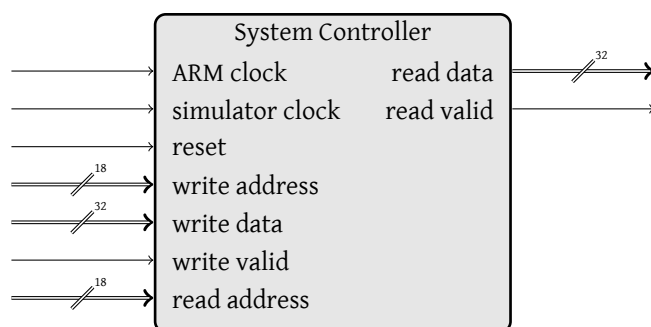 System Controller
ARM clock read data 32
simulator clock read valid
reset
18 write address
32 write data
write valid
18 read address